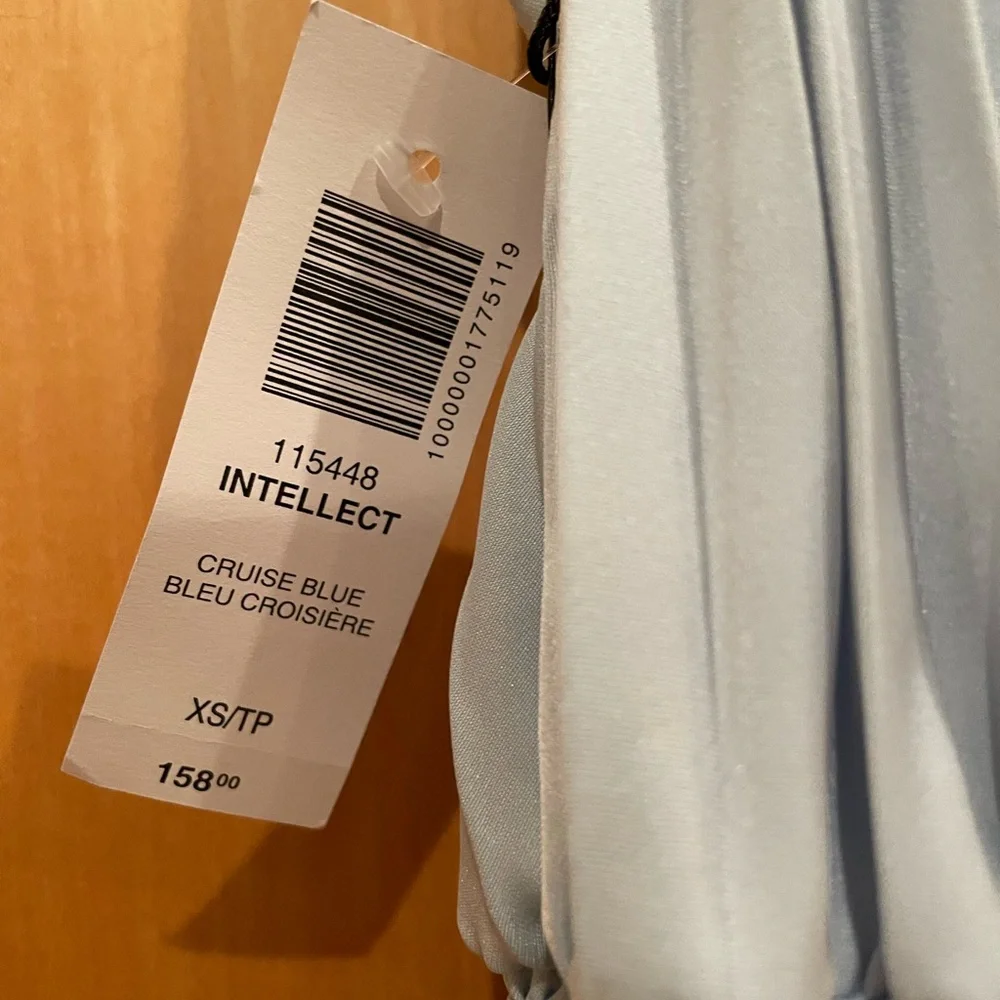 10000001775119
115448
INTELLECT
CRUISE BLUE
BLEU CROISIÈRE
XS/TP
158 00